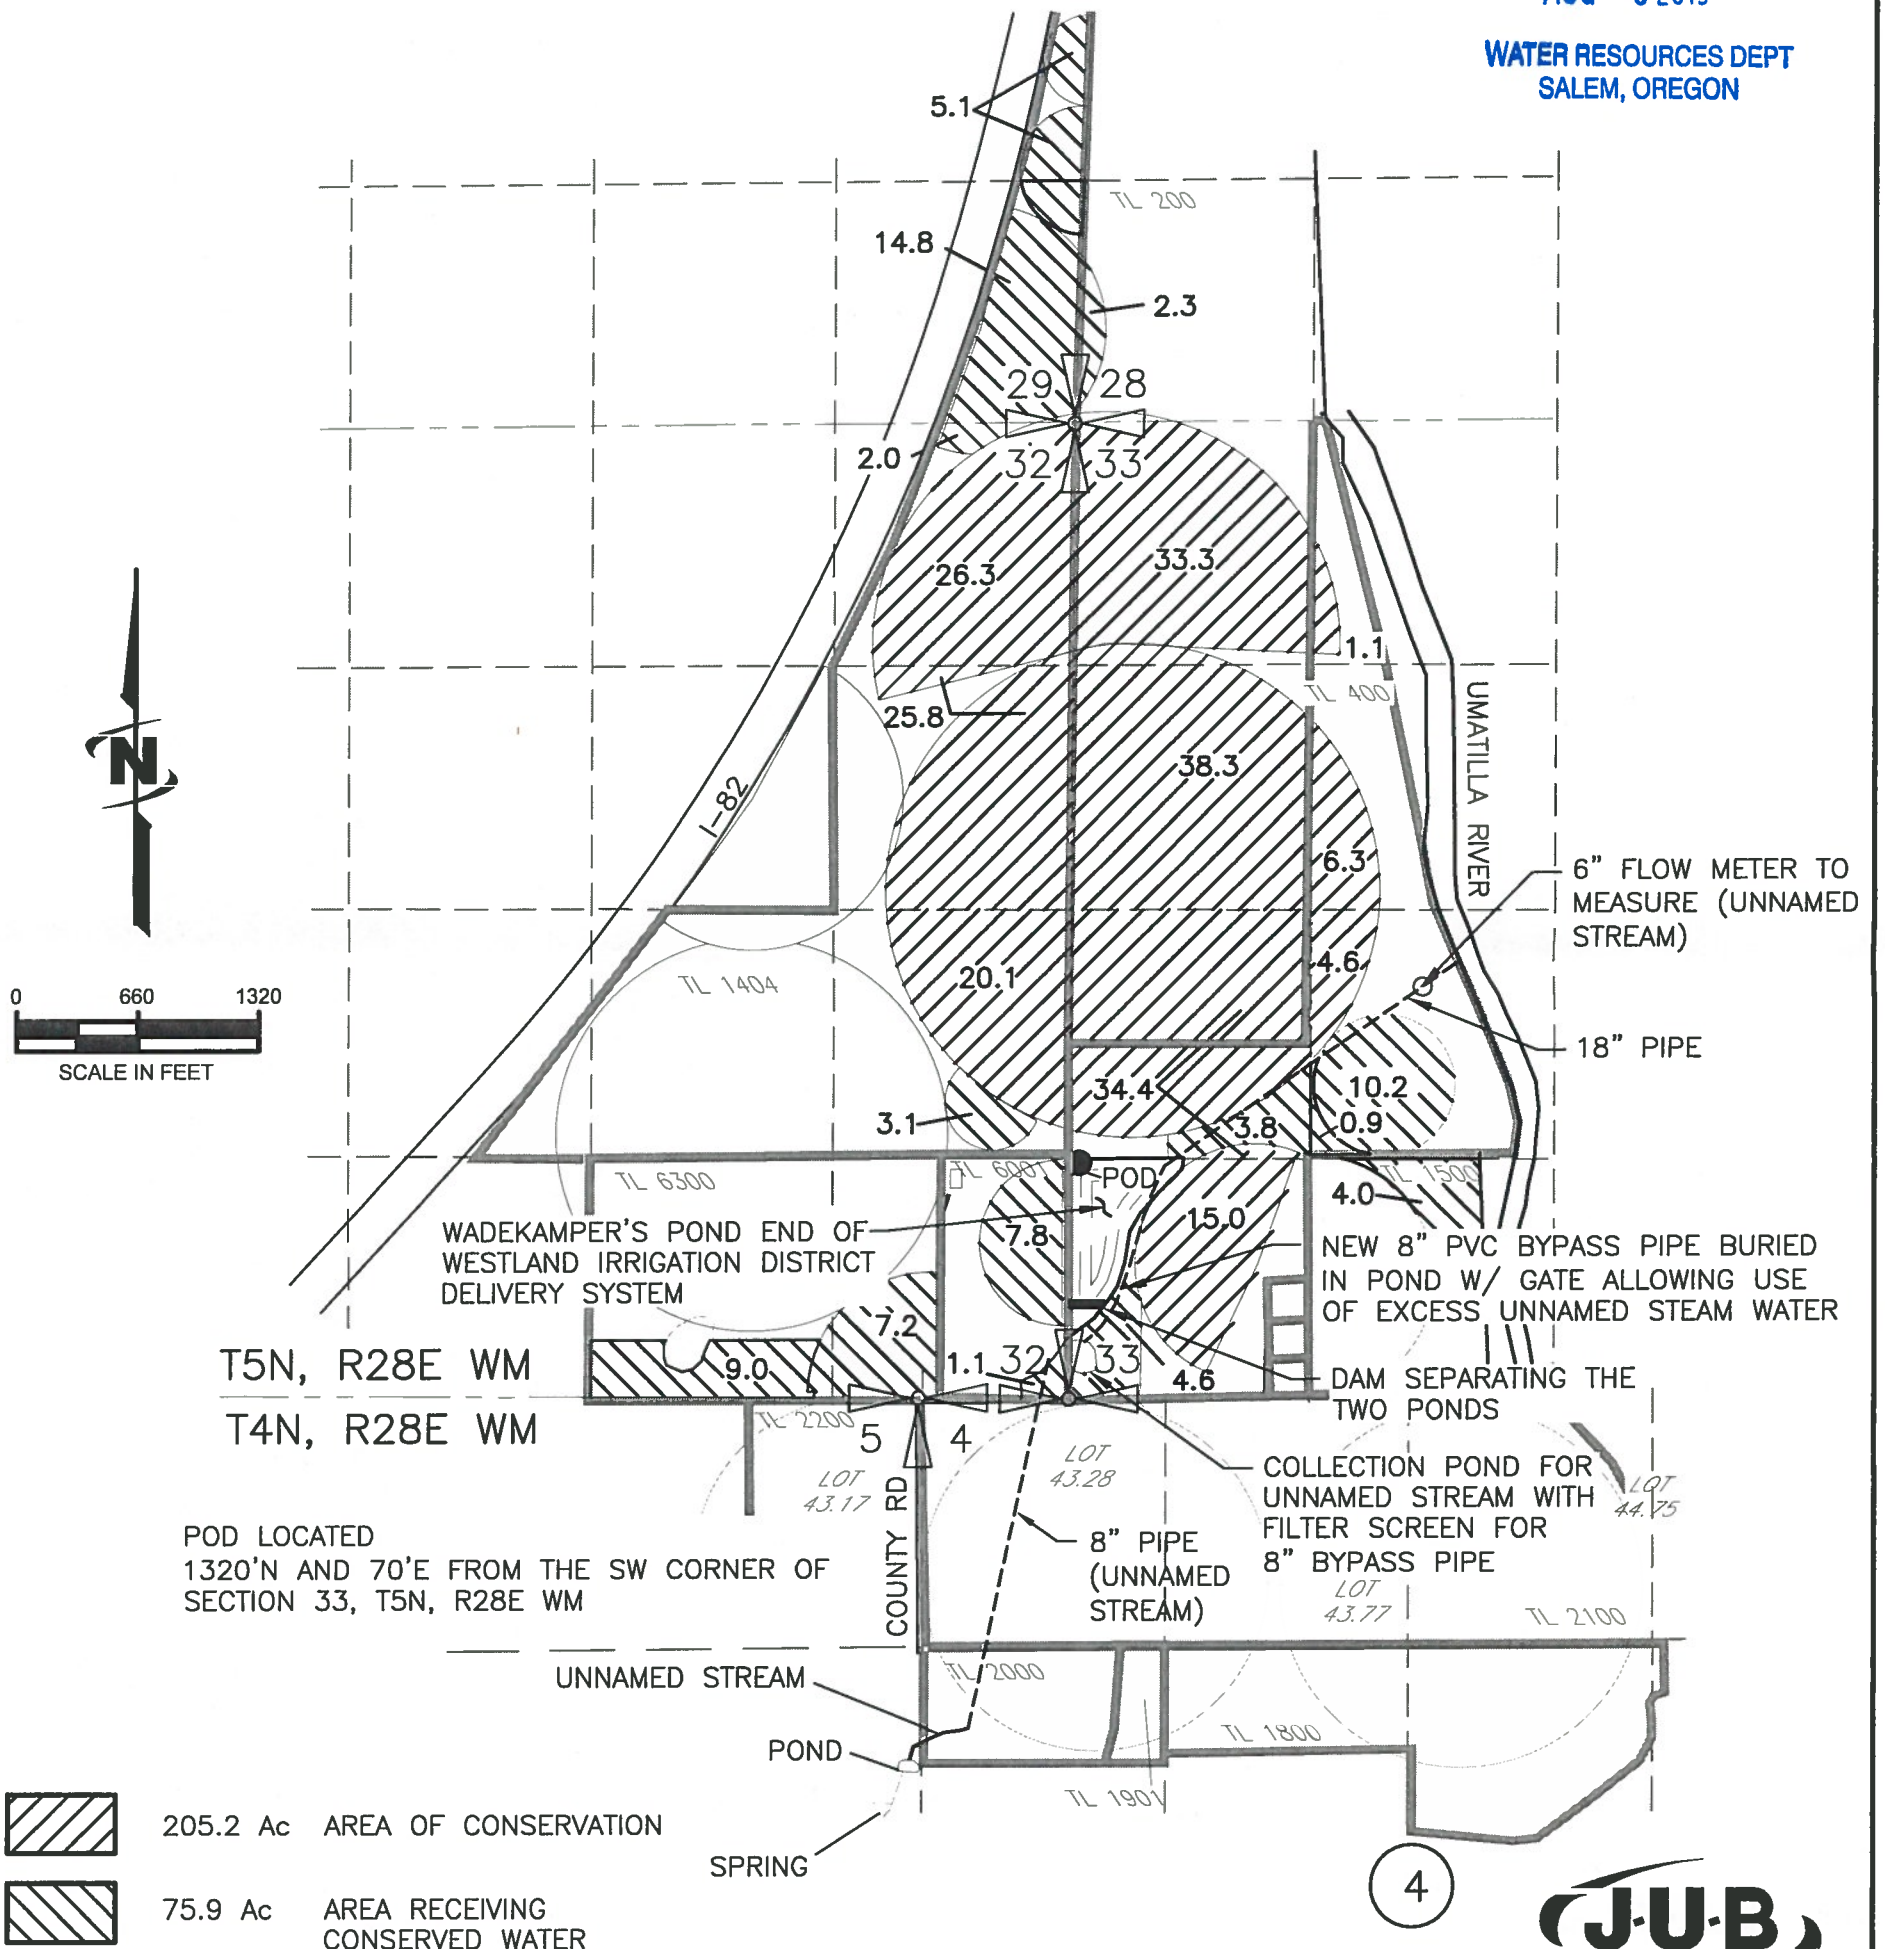 WATER RESOURCES DEPT
SALEM, OREGON
5.1
TL 200
14.8
2.3
29
28
2.0
32
33
26.3
33.3
1.1
TL 400
25.8
38.3
UMATILLA RIVER
I-82
N
6.3
6" FLOW METER TO
MEASURE (UNNAMED
STREAM)
4.6
TL 1404
20.1
0
660
1320
SCALE IN FEET
18" PIPE
34.4
10.2
3.1
3.8
0.9
TL 6300
TL 6001
POD
TL 1500
4.0
15.0
7.8
WADEKAMPER'S POND END OF
WESTLAND IRRIGATION DISTRICT
DELIVERY SYSTEM
NEW 8" PVC BYPASS PIPE BURIED
IN POND W/ GATE ALLOWING USE
OF EXCESS UNNAMED STEAM WATER
7.2
9.0
1.1
32
33
4.6
T5N, R28E WM
T4N, R28E WM
DAM SEPARATING THE
TWO PONDS
TL 2200
5
4
LOT
43.17
LOT
43.28
COUNTY RD
COLLECTION POND FOR
UNNAMED STREAM WITH
FILTER SCREEN FOR
8" BYPASS PIPE
LOT
44.75
POD LOCATED
1320'N AND 70'E FROM THE SW CORNER OF
SECTION 33, T5N, R28E WM
8" PIPE
(UNNAMED
STREAM)
LOT
43.77
TL 2100
UNNAMED STREAM
TL 2000
POND
TL 1800
TL 1901
SPRING
205.2 Ac AREA OF CONSERVATION
75.9 Ac AREA RECEIVING
CONSERVED WATER
4
J·U·B